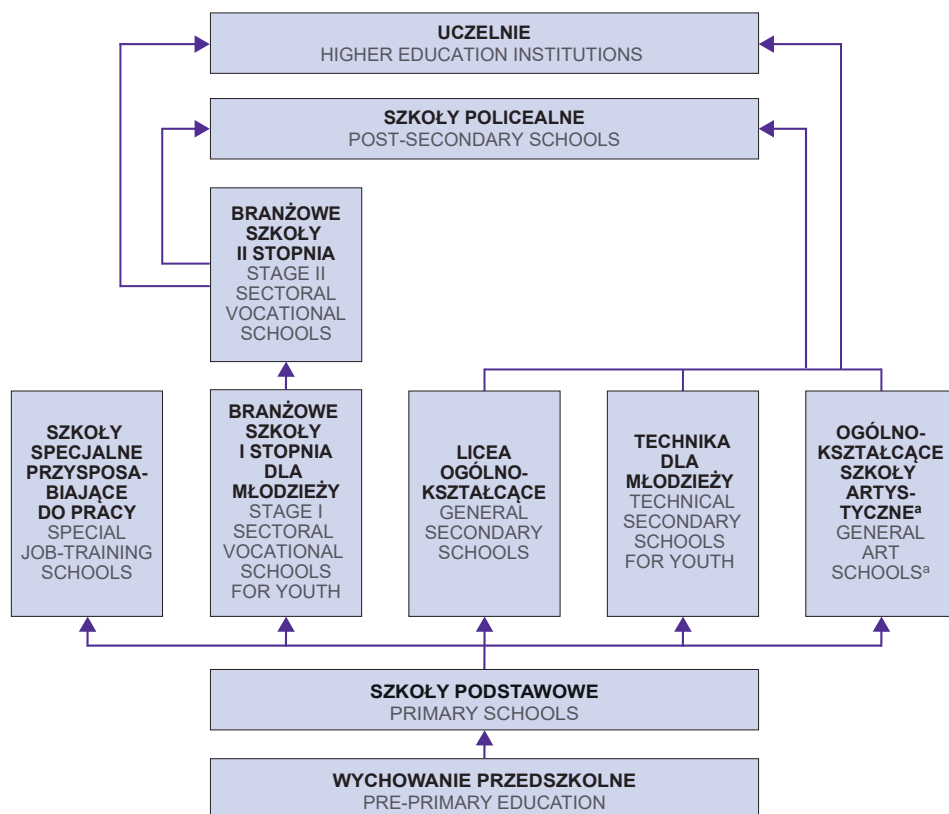 UCZELNIE
HIGHER EDUCATION INSTITUTIONS
SZKOŁY POLICEALNE
POST-SECONDARY SCHOOLS
BRANŻOWE
SZKOŁY
II STOPNIA
STAGE II
SECTORAL
VOCATIONAL
SCHOOLS
SZKOŁY
SPECJALNE
PRZYSPOSA-
BIAJĄCE
DO PRACY
SPECIAL
JOB-TRAINING
SCHOOLS
BRANŻOWE
SZKOŁY
I STOPNIA
DLA
MŁODZIEŻY
STAGE I
SECTORAL
VOCATIONAL
SCHOOLS
FOR YOUTH
LICEA
OGÓLNO-
KSZTAŁCĄCE
GENERAL
SECONDARY
SCHOOLS
TECHNIKA
DLA
MŁODZIEŻY
TECHNICAL
SECONDARY
SCHOOLS
FOR YOUTH
OGÓLNO-
KSZTAŁCĄCE
SZKOŁY
ARTYS-
TYCZNEᵃ
GENERAL
ART
SCHOOLSᵃ
SZKOŁY PODSTAWOWE
PRIMARY SCHOOLS
WYCHOWANIE PRZEDSZKOLNE
PRE-PRIMARY EDUCATION